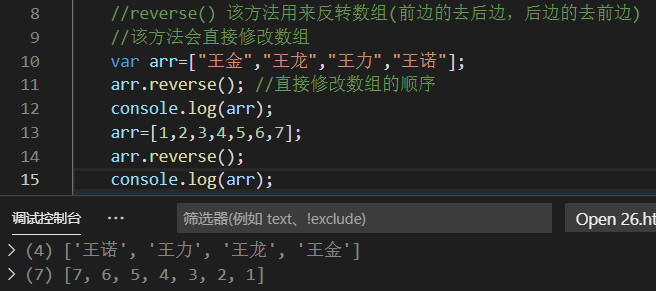 8 //reverse() 该方法用来反转数组(前边的去后边，后边的去前边)
9 //该方法会直接修改数组
10 var arr=["王金","王龙","王力","王诺"];
11 arr.reverse(); //直接修改数组的顺序
12 console.log(arr);
13 arr=[1,2,3,4,5,6,7];
14 arr.reverse();
15 console.log(arr);
调试控制台 ··· 筛选器(例如 text、!exclude) Open 26.ht
> (4) ['王诺', '王力', '王龙', '王金']
> (7) [7, 6, 5, 4, 3, 2, 1]